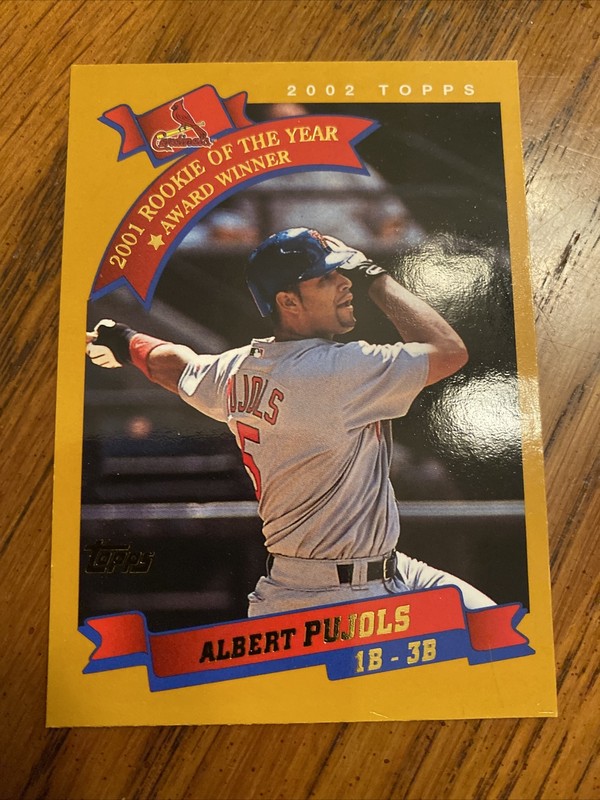 2002 TOPPS
Cardinals
2001 ROOKIE OF THE YEAR
AWARD WINNER
UJOLS
5
Topps
ALBERT PUJOLS
1B - 3B